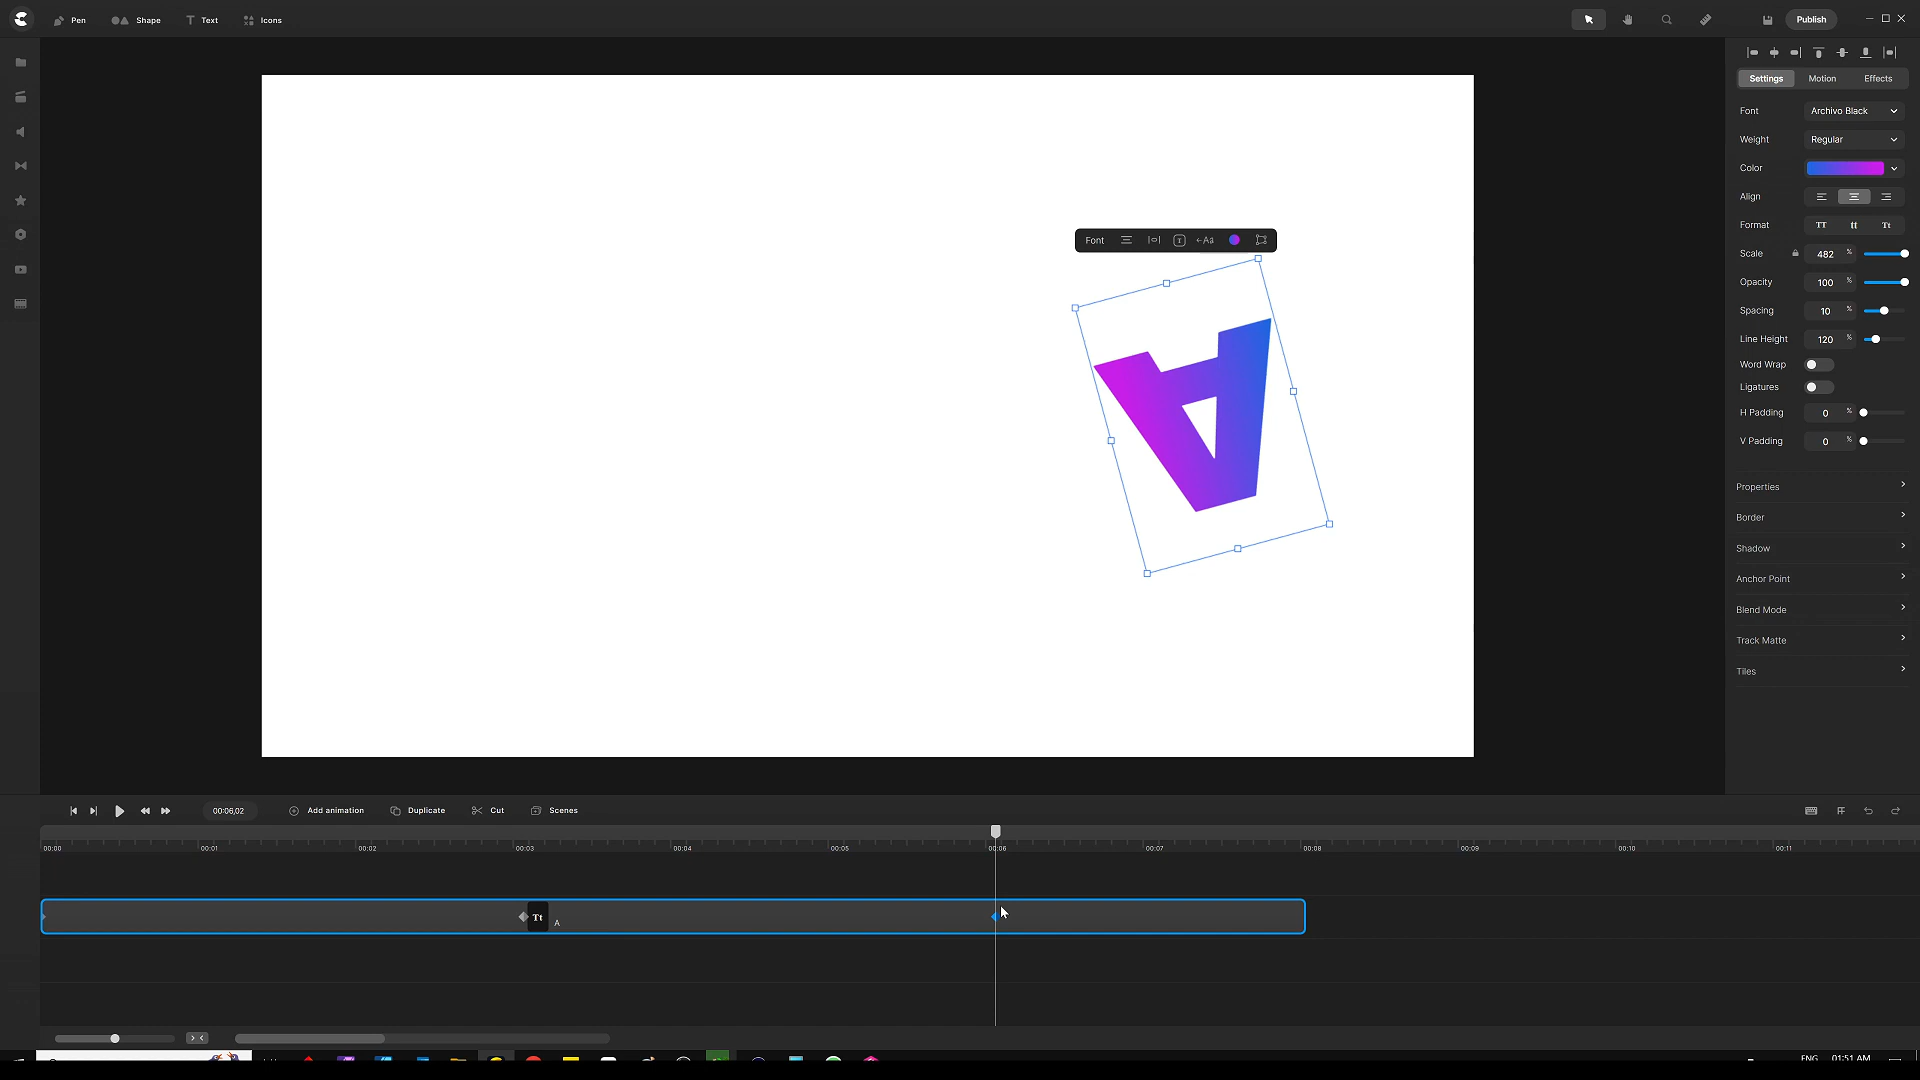 Pen Shape Text Icons Publish
Settings Motion Effects
Font Archivo Black
Weight Regular
Color
Align
Format TT tt Tt
Scale 482 %
Opacity 100 %
Spacing 10 %
Line Height 120 %
Word Wrap
Ligatures
H Padding 0 %
V Padding 0 %
Properties
Border
Shadow
Anchor Point
Blend Mode
Track Matte
Tiles
Font T Aa
A
00:06,02 Add animation Duplicate Cut Scenes
00:00 00:01 00:02 00:03 00:04 00:05 00:06 00:07 00:08 00:09 00:10 00:11
Tt A
ENG 01:51 AM